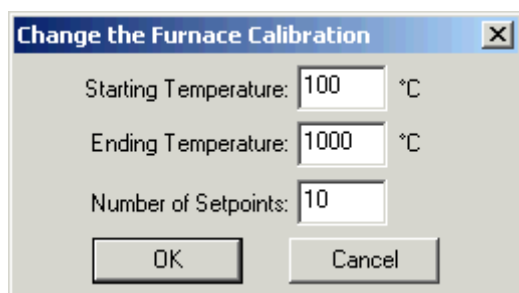 Change the Furnace Calibration
Starting Temperature: 100 °C
Ending Temperature: 1000 °C
Number of Setpoints: 10
OK Cancel